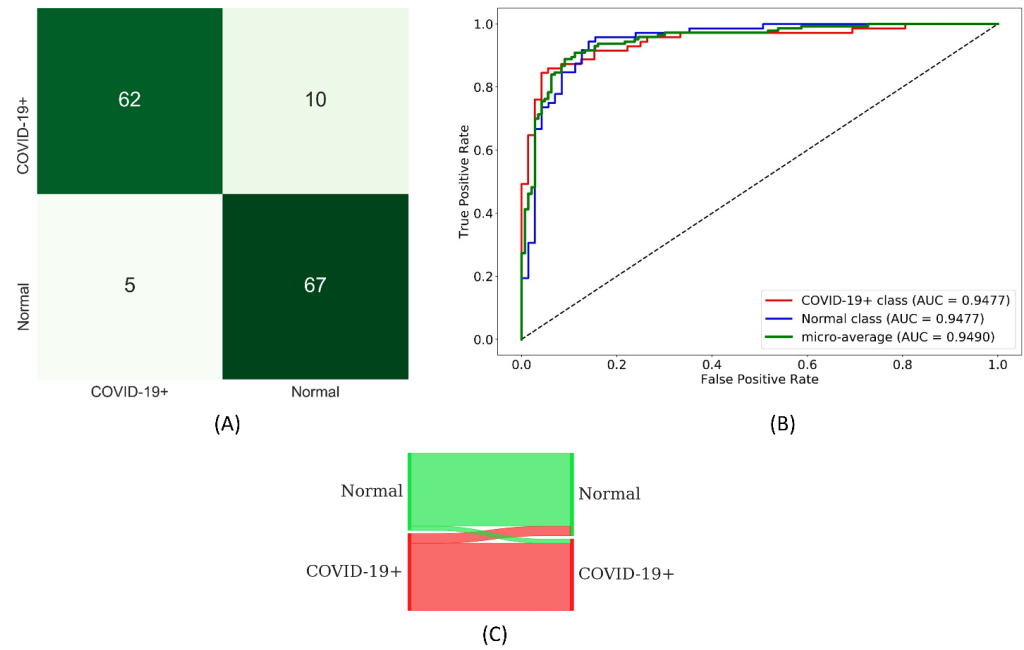 COVID-19+
62
10
Normal
5
67
COVID-19+
Normal
(A)
True Positive Rate
1.0
0.8
0.6
0.4
0.2
0.0
0.0
0.2
0.4
0.6
0.8
1.0
False Positive Rate
COVID-19+ class (AUC = 0.9477)
Normal class (AUC = 0.9477)
micro-average (AUC = 0.9490)
(B)
Normal
Normal
COVID-19+
COVID-19+
(C)